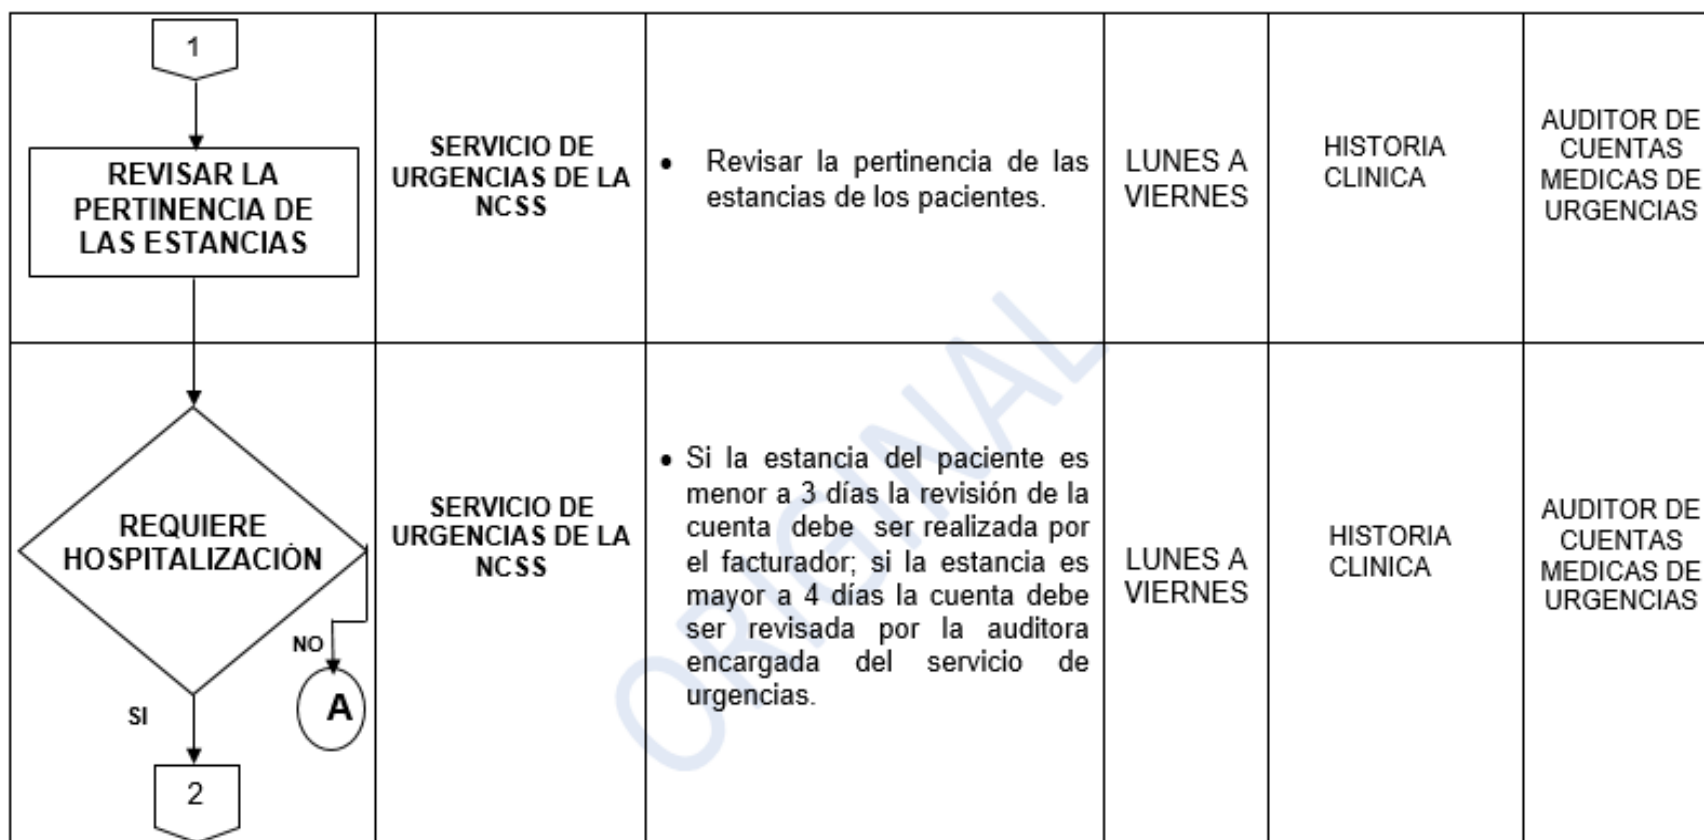 1
REVISAR LA
PERTINENCIA DE
LAS ESTANCIAS
SERVICIO DE
URGENCIAS DE LA
NCSS
• Revisar la pertinencia de las
estancias de los pacientes.
LUNES A
VIERNES
HISTORIA
CLINICA
AUDITOR DE
CUENTAS
MEDICAS DE
URGENCIAS
REQUIERE
HOSPITALIZACIÓN
NO
A
SI
2
SERVICIO DE
URGENCIAS DE LA
NCSS
• Si la estancia del paciente es
menor a 3 días la revisión de la
cuenta debe ser realizada por
el facturador; si la estancia es
mayor a 4 días la cuenta debe
ser revisada por la auditora
encargada del servicio de
urgencias.
LUNES A
VIERNES
HISTORIA
CLINICA
AUDITOR DE
CUENTAS
MEDICAS DE
URGENCIAS
ORIGINAL